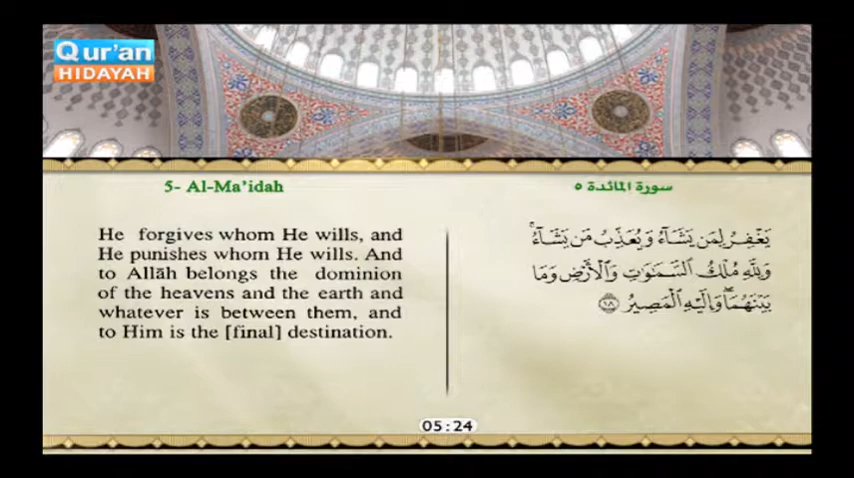 Qur'an
HIDAYAH
5- Al-Ma'idah
He forgives whom He wills, and
He punishes whom He wills. And
to Allāh belongs the dominion
of the heavens and the earth and
whatever is between them, and
to Him is the [final] destination.
سورة المائدة ٥
يَغْفِرُ لِمَن يَشَآءُ وَيُعَذِّبُ مَن يَشَآءُ ۚ
وَلِلَّهِ مُلْكُ ٱلسَّمَـٰوَٰتِ وَٱلْأَرْضِ وَمَا
بَيْنَهُمَا ۖ وَإِلَيْهِ ٱلْمَصِيرُ ١٨
05:24